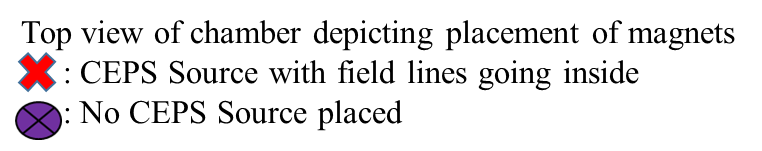 Top view of chamber depicting placement of magnets
: CEPS Source with field lines going inside
: No CEPS Source placed